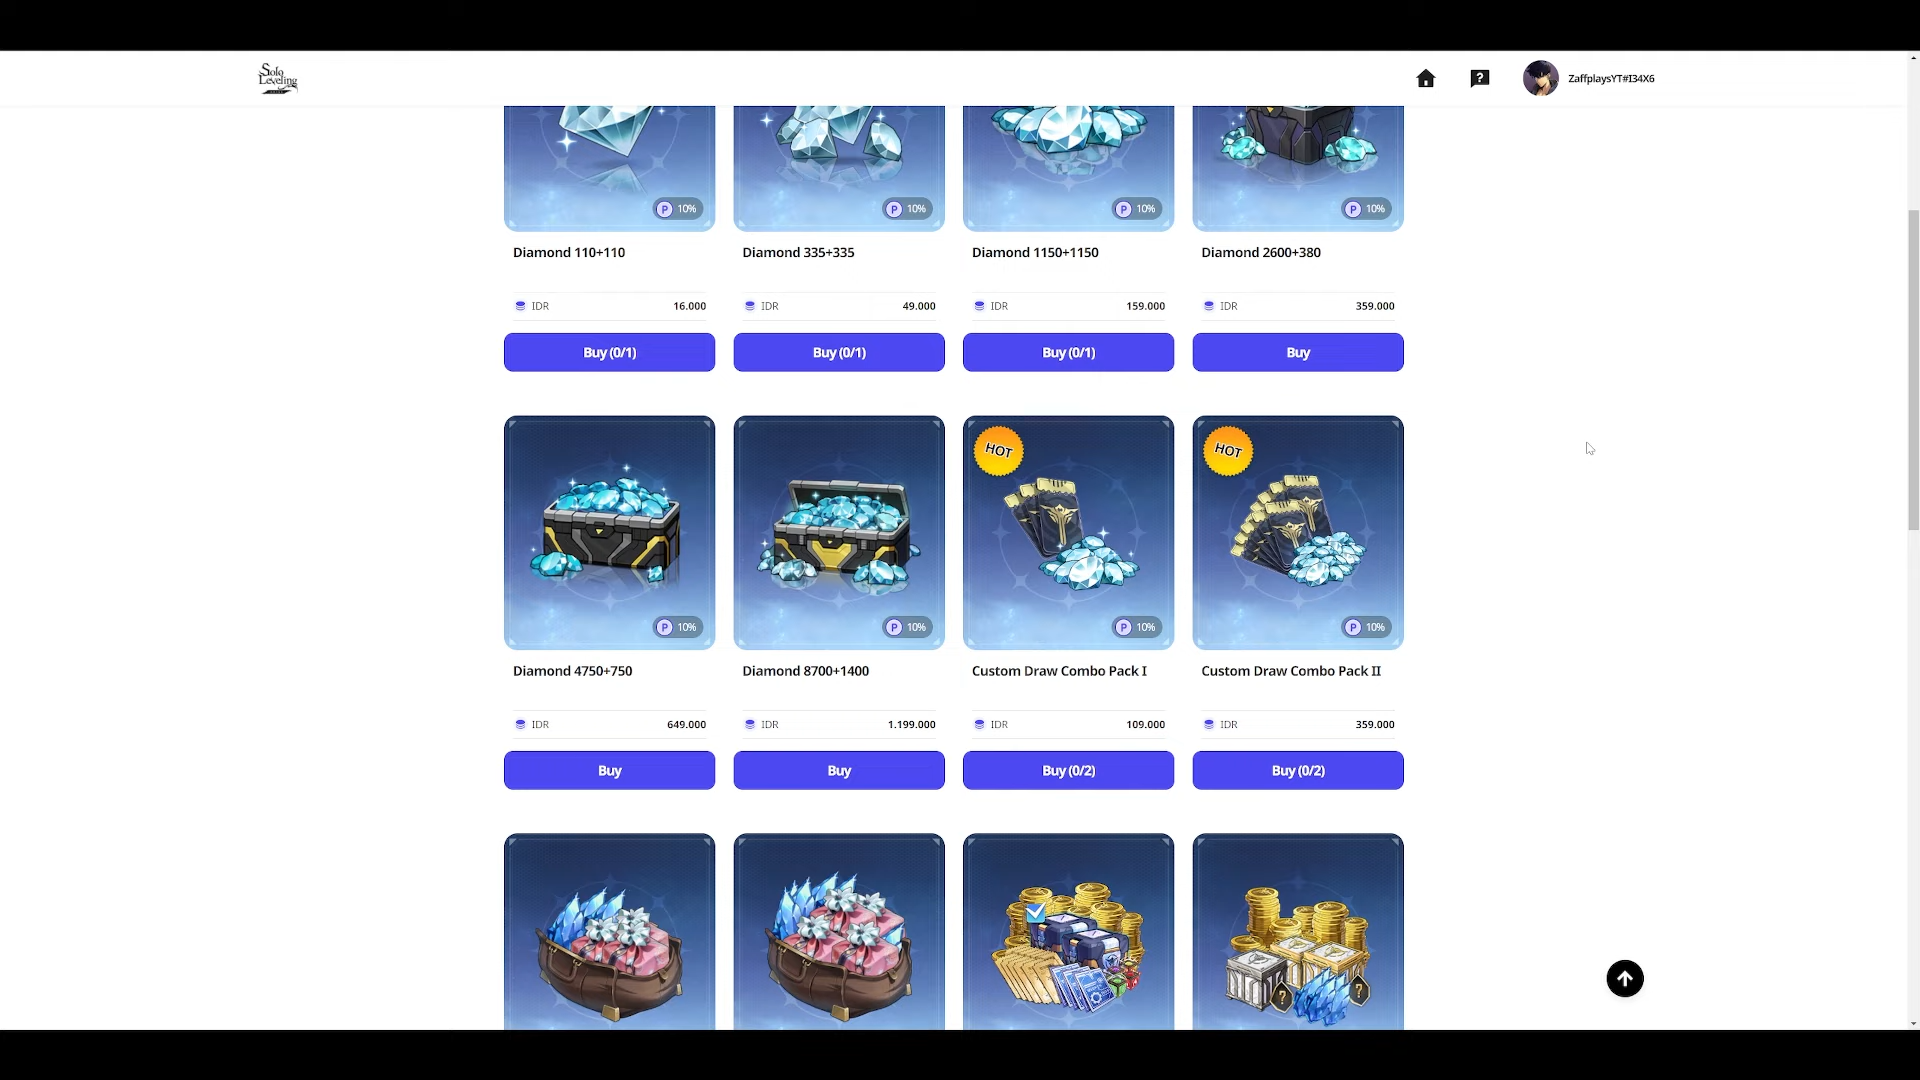 Solo
Leveling
?
ZaffplaysYT#I34X6
P 10%
P 10%
P 10%
P 10%
Diamond 110+110
Diamond 335+335
Diamond 1150+1150
Diamond 2600+380
IDR 16.000
IDR 49.000
IDR 159.000
IDR 359.000
Buy (0/1)
Buy (0/1)
Buy (0/1)
Buy
HOT
HOT
P 10%
P 10%
P 10%
P 10%
Diamond 4750+750
Diamond 8700+1400
Custom Draw Combo Pack I
Custom Draw Combo Pack II
IDR 649.000
IDR 1.199.000
IDR 109.000
IDR 359.000
Buy
Buy
Buy (0/2)
Buy (0/2)
? ?